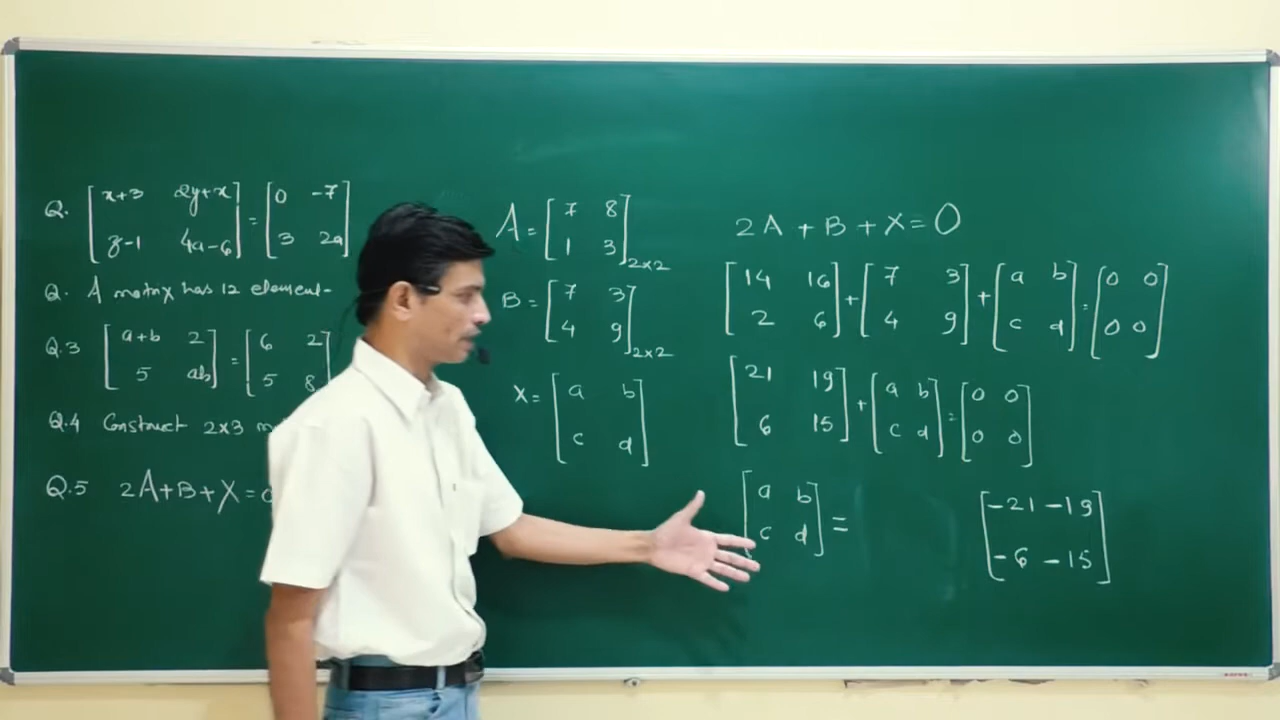 Q. [x+3 2y+x] = [0 -7]
[z-1 4a-6] [3 2a]
Q. A matrix has 12 element-
Q.3 [a+b 2] = [6 2]
[5 ab] [5 8]
Q.4 Construct 2x3
Q.5 2A+B+X=0
A = [7 8]
[1 3]2x2
B = [7 3]
[4 9]2x2
X = [a b]
[c d]
2A + B + X = 0
[14 16] + [7 3] + [a b] = [0 0]
[2 6] [4 9] [c d] [0 0]
[21 19] + [a b] = [0 0]
[6 15] [c d] [0 0]
[a b] = [-21 -19]
[c d] [-6 -15]